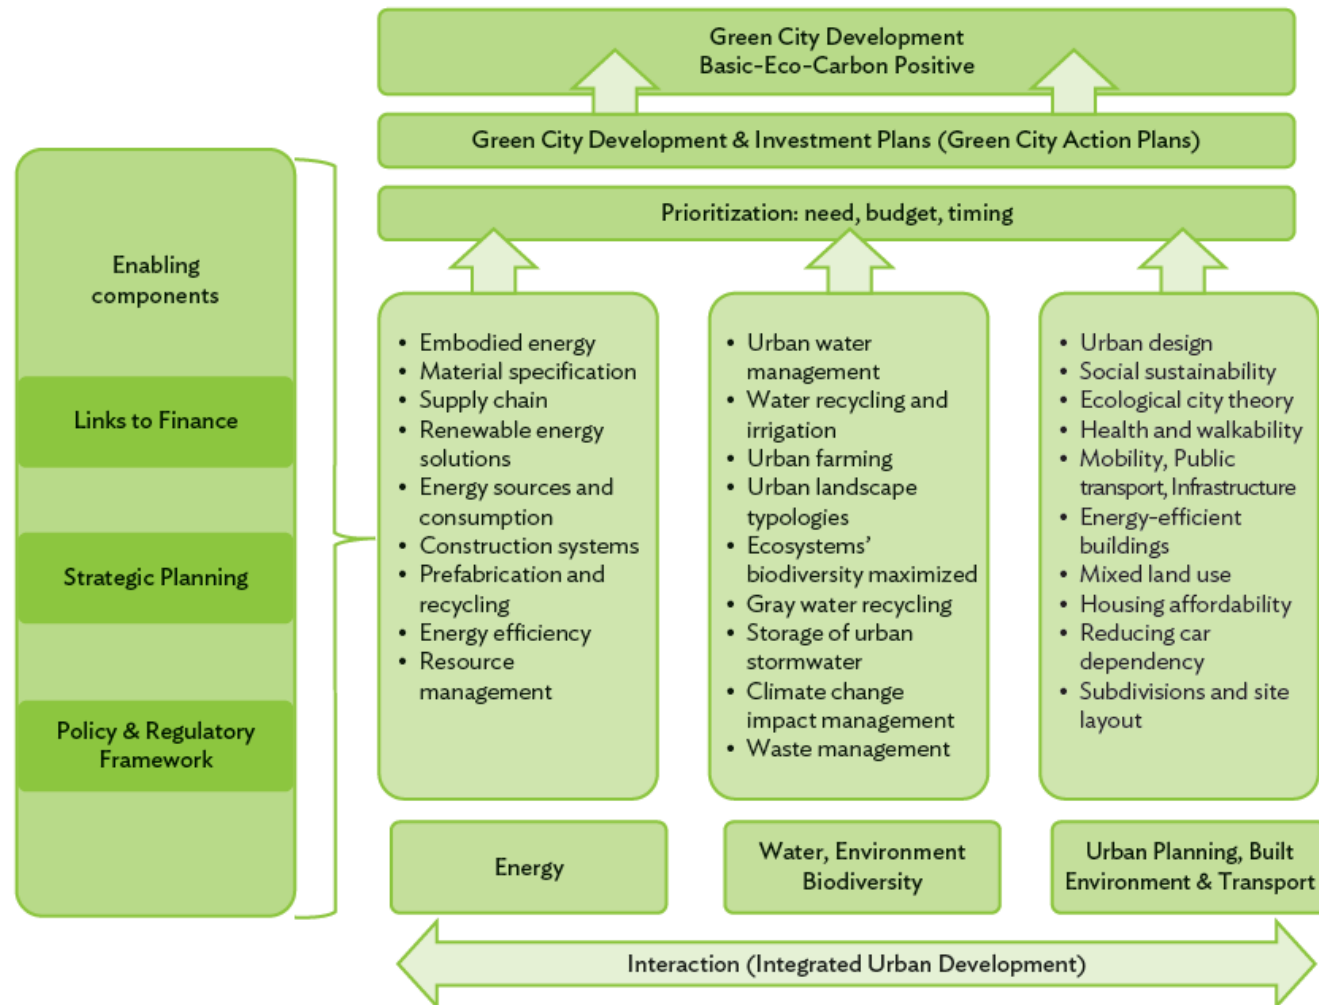 Green City Development
Basic-Eco-Carbon Positive
Green City Development & Investment Plans (Green City Action Plans)
Prioritization: need, budget, timing
Enabling
components
Links to Finance
Strategic Planning
Policy & Regulatory
Framework
• Embodied energy
• Material specification
• Supply chain
• Renewable energy
solutions
• Energy sources and
consumption
• Construction systems
• Prefabrication and
recycling
• Energy efficiency
• Resource
management
• Urban water
management
• Water recycling and
irrigation
• Urban farming
• Urban landscape
typologies
• Ecosystems’
biodiversity maximized
• Gray water recycling
• Storage of urban
stormwater
• Climate change
impact management
• Waste management
• Urban design
• Social sustainability
• Ecological city theory
• Health and walkability
• Mobility, Public
transport, Infrastructure
• Energy-efficient
buildings
• Mixed land use
• Housing affordability
• Reducing car
dependency
• Subdivisions and site
layout
Energy
Water, Environment
Biodiversity
Urban Planning, Built
Environment & Transport
Interaction (Integrated Urban Development)